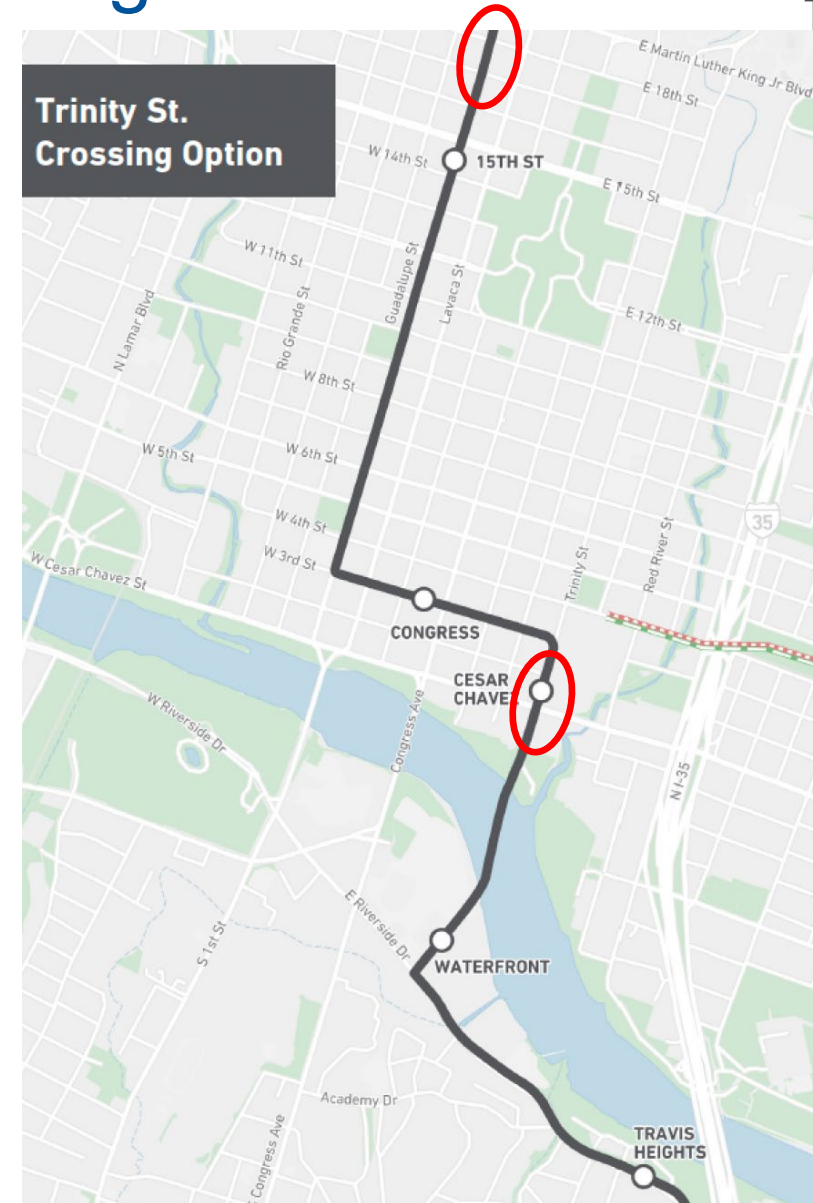 g
Trinity St.
Crossing Option
E Martin Luther King Jr Blvd
E 18th St
W 14th St
15TH ST
E 15th St
W 11th St
Guadalupe St
Lavaca St
N Lamar Blvd
Rio Grande St
E 12th St
W 8th St
W 5th St
W 6th St
W 4th St
35
W 3rd St
Trinity St
Red River St
W Cesar Chavez St
CONGRESS
CESAR
CHAVEZ
W Riverside Dr
Congress Ave
N I-35
E Riverside Dr
S 1st St
WATERFRONT
Academy Dr
Congress Ave
TRAVIS
HEIGHTS